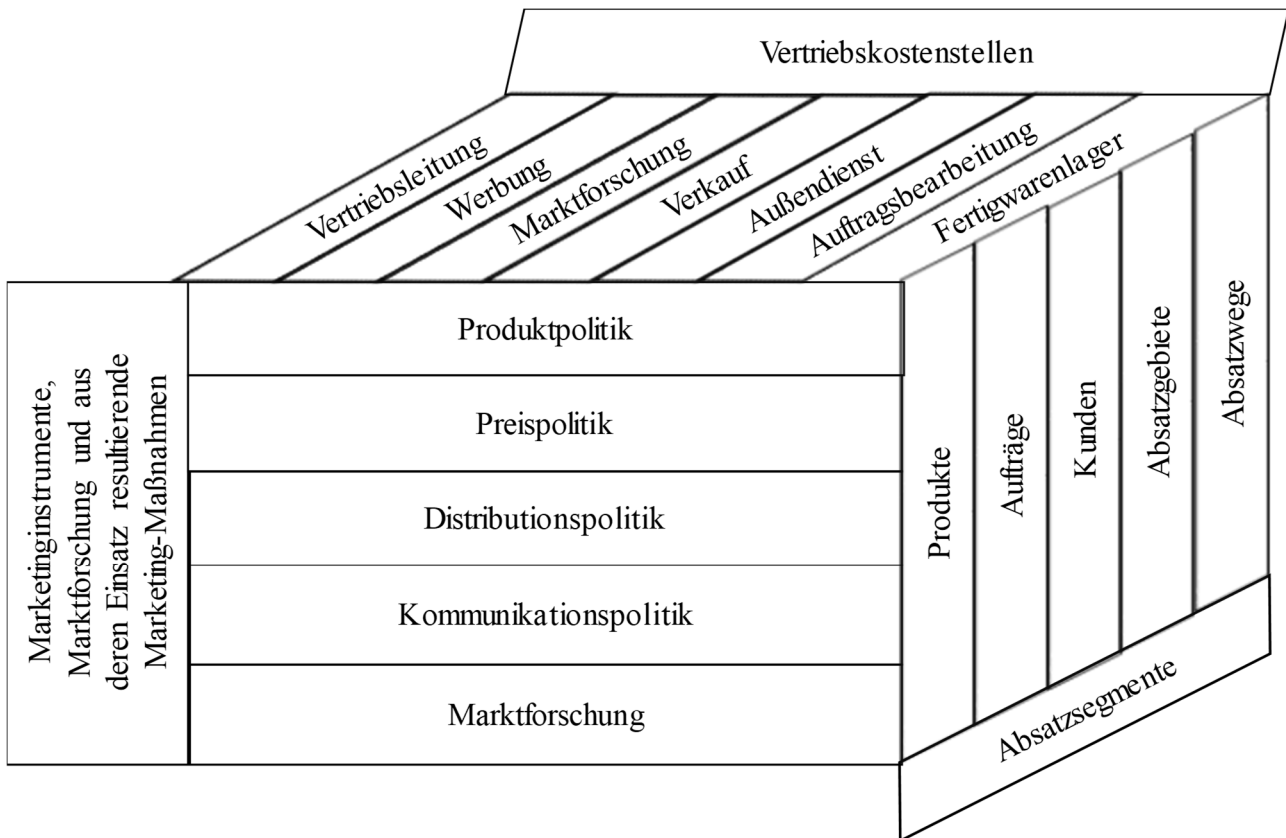 Vertriebskostenstellen
Vertriebsleitung
Werbung
Marktforschung
Verkauf
Außendienst
Auftragsbearbeitung
Fertigwarenlager
Marketinginstrumente,
Marktforschung und aus
deren Einsatz resultierende
Marketing-Maßnahmen
Produktpolitik
Preispolitik
Distributionspolitik
Kommunikationspolitik
Marktforschung
Produkte
Aufträge
Kunden
Absatzgebiete
Absatzwege
Absatzsegmente